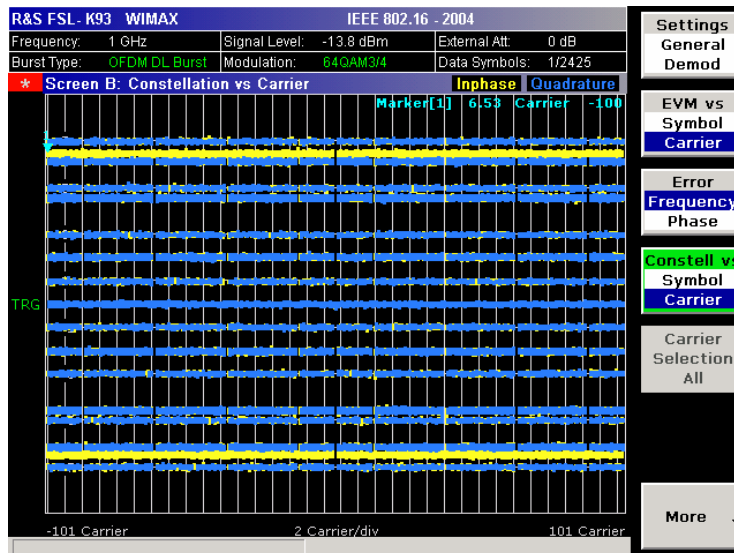 R&S FSL-K93 WIMAX IEEE 802.16 - 2004
Frequency: 1 GHz Signal Level: -13.8 dBm External Att: 0 dB
Burst Type: OFDM DL Burst Modulation: 64QAM3/4 Data Symbols: 1/2425
* Screen B: Constellation vs Carrier Inphase Quadrature
Marker[1] 6.53 Carrier -100
1
TRG
-101 Carrier 2 Carrier/div 101 Carrier
Settings
General
Demod
EVM vs
Symbol
Carrier
Error
Frequency
Phase
Constell vs
Symbol
Carrier
Carrier
Selection
All
More